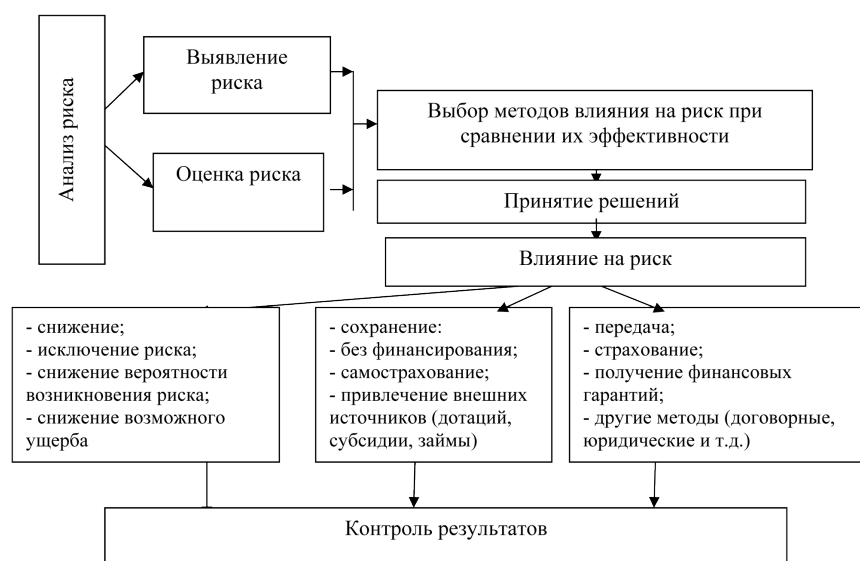 Анализ риска
Выявление
риска
Оценка риска
Выбор методов влияния на риск при
сравнении их эффективности
Принятие решений
Влияние на риск
- снижение;
- исключение риска;
- снижение вероятности
возникновения риска;
- снижение возможного
ущерба
- сохранение:
- без финансирования;
- самострахование;
- привлечение внешних
источников (дотаций,
субсидии, займы)
- передача;
- страхование;
- получение финансовых
гарантий;
- другие методы (договорные,
юридические и т.д.)
Контроль результатов